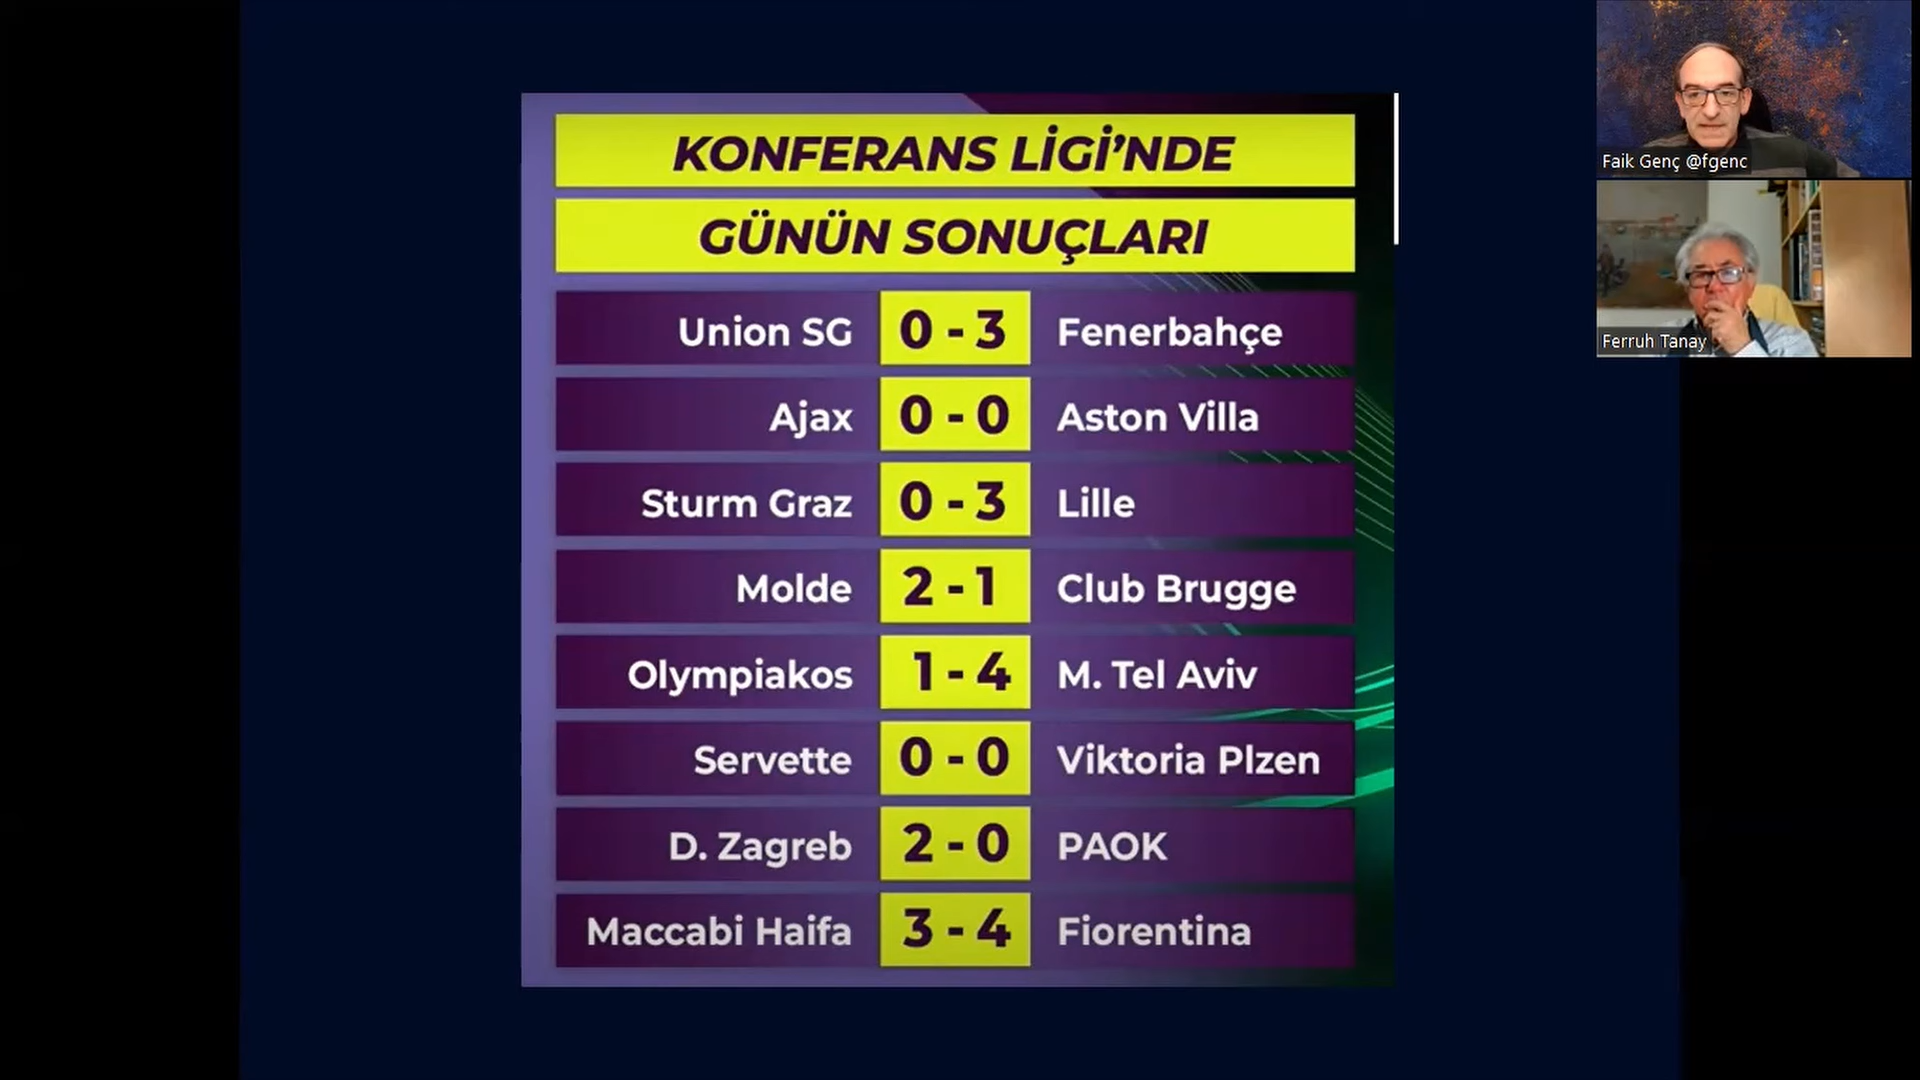 KONFERANS LİGİ’NDE
GÜNÜN SONUÇLARI
Union SG 0 - 3 Fenerbahçe
Ajax 0 - 0 Aston Villa
Sturm Graz 0 - 3 Lille
Molde 2 - 1 Club Brugge
Olympiakos 1 - 4 M. Tel Aviv
Servette 0 - 0 Viktoria Plzen
D. Zagreb 2 - 0 PAOK
Maccabi Haifa 3 - 4 Fiorentina
Faik Genç @fgenc
Ferruh Tanay